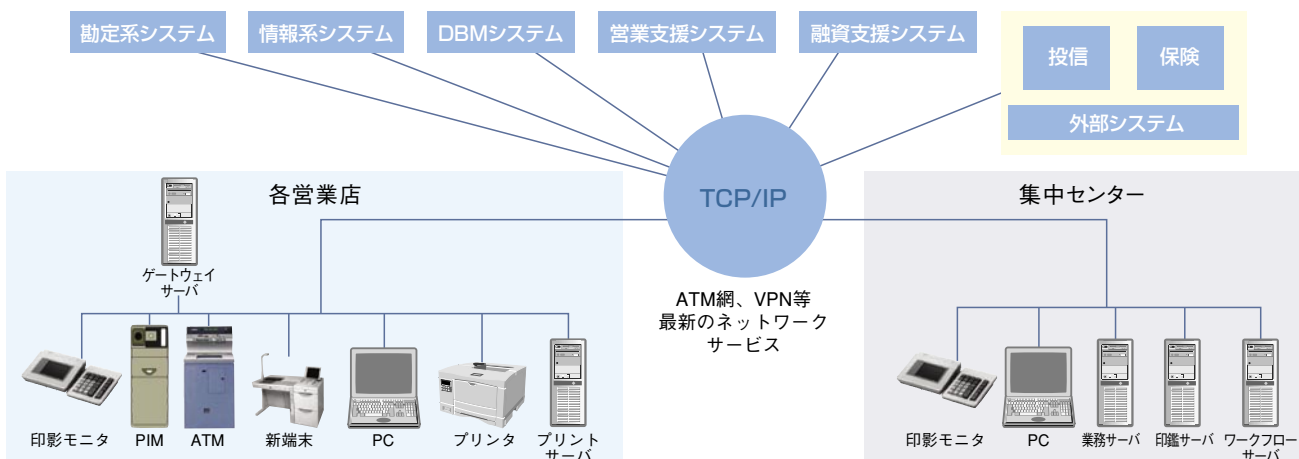 勘定系システム
情報系システム
DBMシステム
営業支援システム
融資支援システム
投信
保険
外部システム
各営業店
TCP/IP
集中センター
ゲートウェイ
サーバ
ATM網、VPN等
最新のネットワーク
サービス
印影モニタ
PIM
ATM
新端末
PC
プリンタ
プリント
サーバ
印影モニタ
PC
業務サーバ
印鑑サーバ
ワークフロー
サーバ